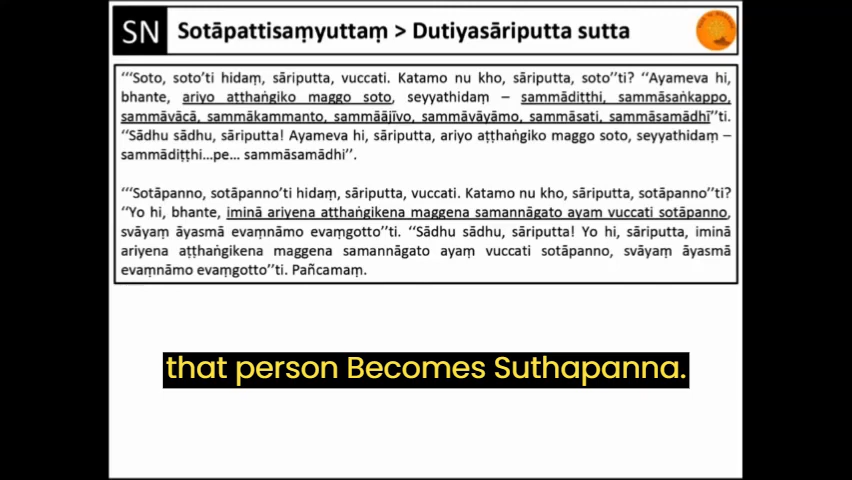 SN
Sotāpattisaṃyuttaṃ > Dutiyasāriputta sutta
“‘Soto, soto’ti hidaṃ, sāriputta, vuccati. Katamo nu kho, sāriputta, soto’’ti? ‘‘Ayameva hi,
bhante, ariyo atthaṅgiko maggo soto, seyyathidaṃ – sammādiṭṭhi, sammāsaṅkappo,
sammāvācā, sammākammanto, sammāājīvo, sammāvāyāmo, sammāsati, sammāsamādhī’’ti.
‘‘Sādhu sādhu, sāriputta! Ayameva hi, sāriputta, ariyo aṭṭhaṅgiko maggo soto, seyyathidaṃ –
sammādiṭṭhi…pe… sammāsamādhi’’.
“‘Sotāpanno, sotāpanno’ti hidaṃ, sāriputta, vuccati. Katamo nu kho, sāriputta, sotāpanno’’ti?
‘‘Yo hi, bhante, iminā ariyena atthaṅgikena maggena samannāgato ayaṃ vuccati sotāpanno,
svāyaṃ āyasmā evaṃnāmo evaṃgotto’’ti. ‘‘Sādhu sādhu, sāriputta! Yo hi, sāriputta, iminā
ariyena aṭṭhaṅgikena maggena samannāgato ayaṃ vuccati sotāpanno, svāyaṃ āyasmā
evaṃnāmo evaṃgotto’’ti. Pañcamaṃ.
that person Becomes Suthapanna.